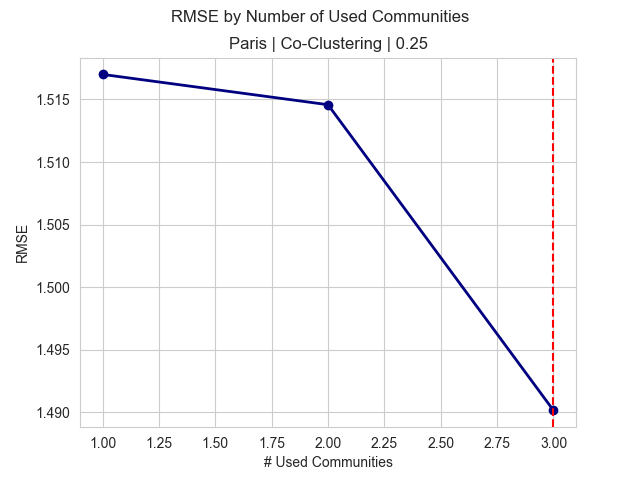 RMSE by Number of Used Communities
Paris | Co-Clustering | 0.25
1.515
1.510
1.505
1.500
1.495
1.490
RMSE
1.00 1.25 1.50 1.75 2.00 2.25 2.50 2.75 3.00
# Used Communities